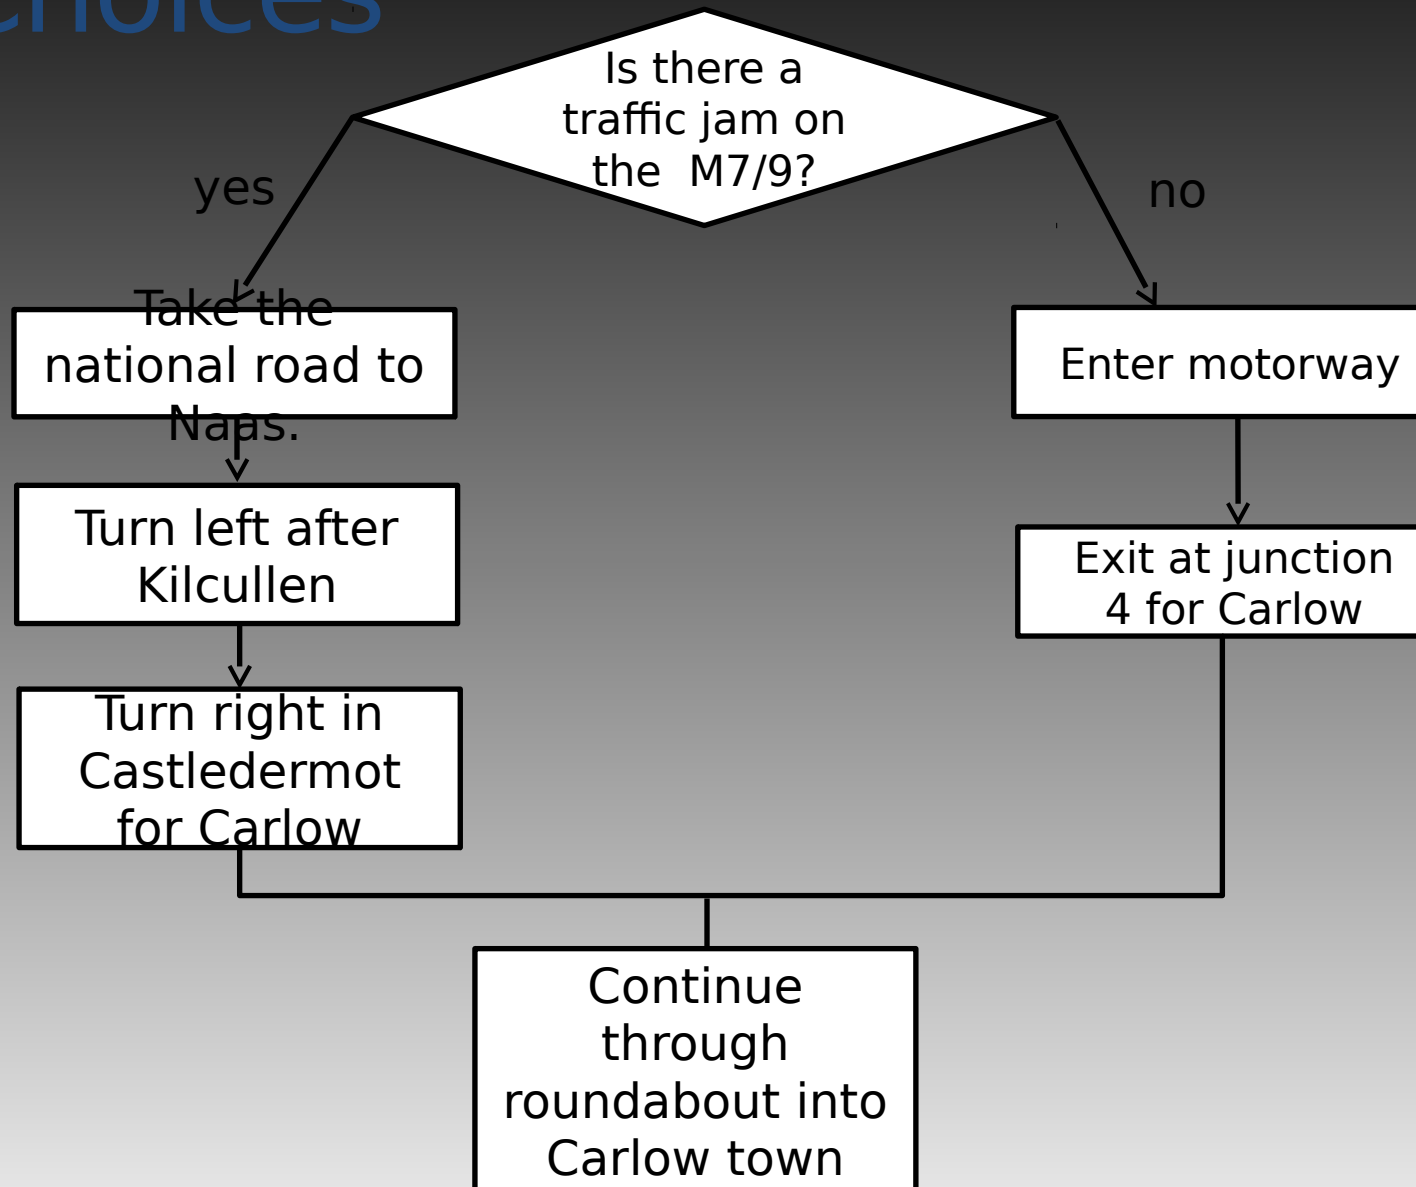 choices
Is there a
traffic jam on
the M7/9?
yes
no
Take the
national road to
Naas.
Enter motorway
Turn left after
Kilcullen
Exit at junction
4 for Carlow
Turn right in
Castledermot
for Carlow
Continue
through
roundabout into
Carlow town